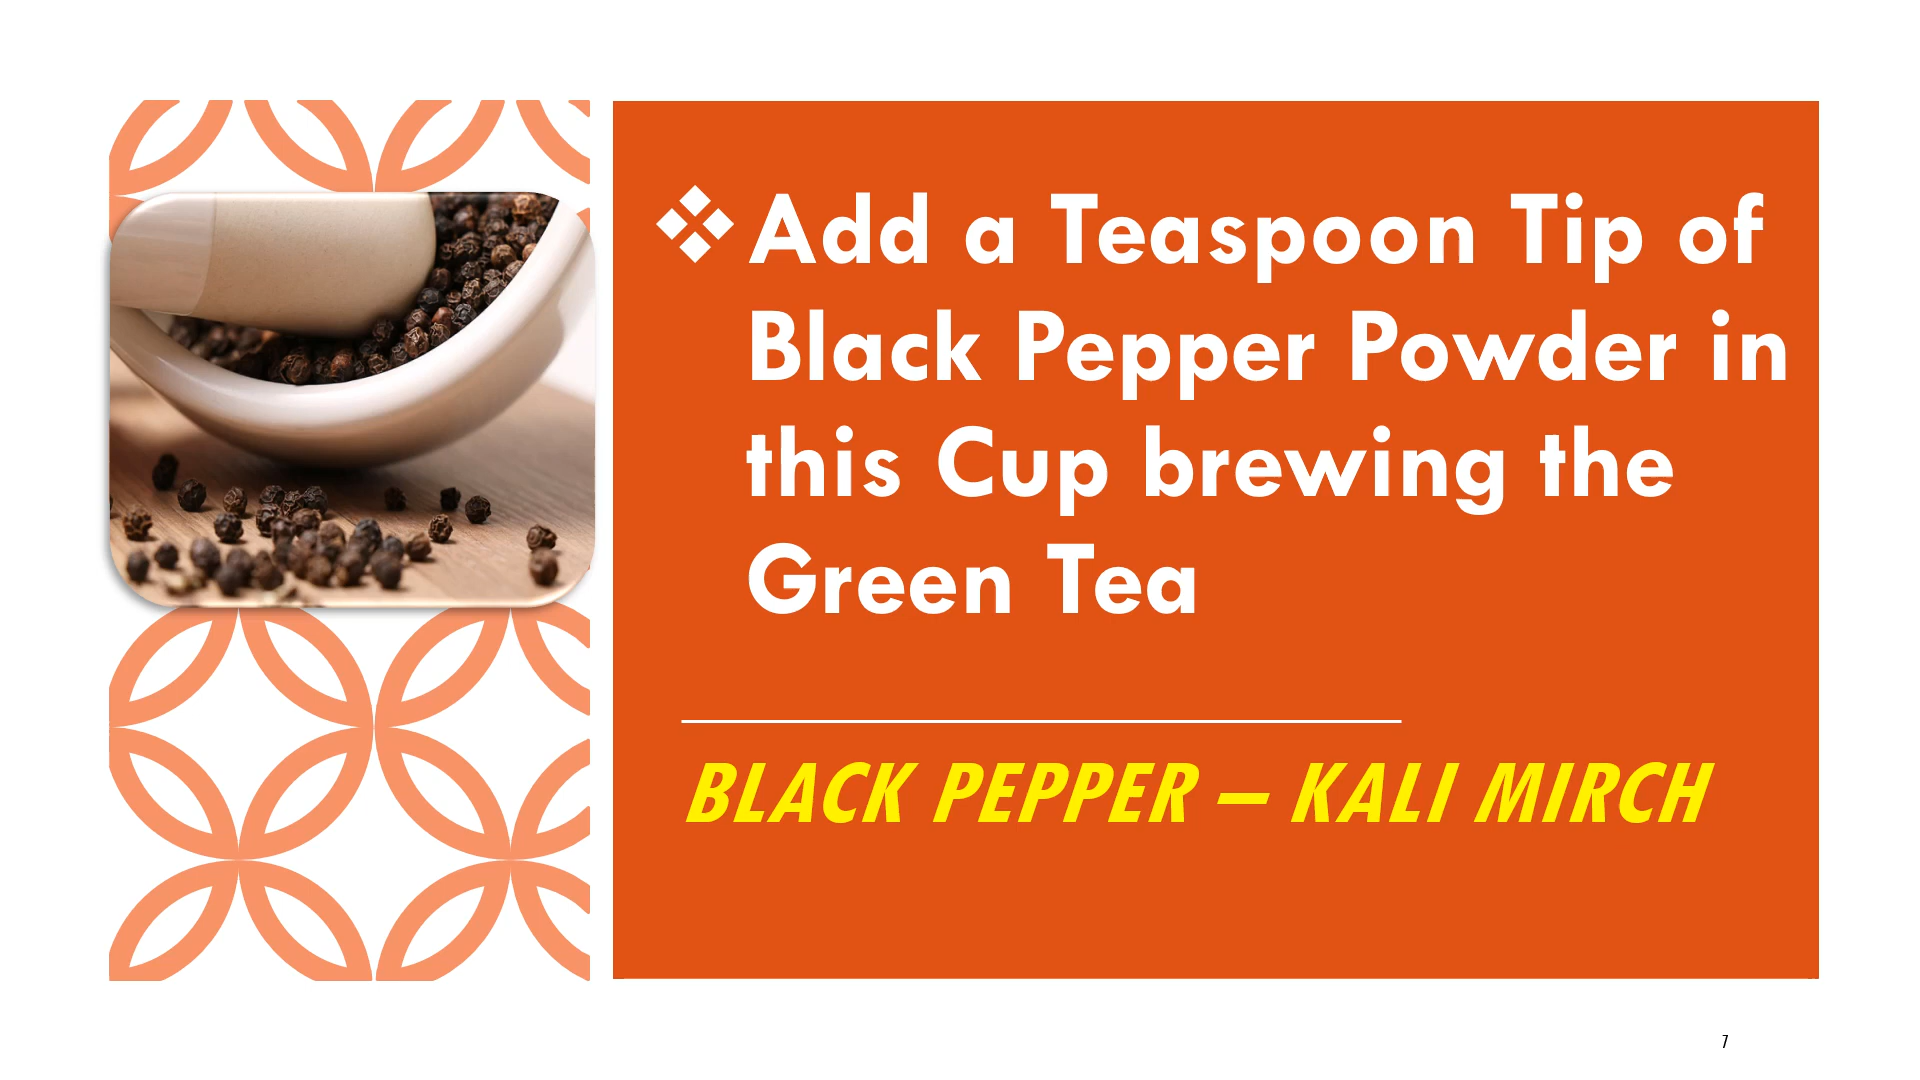 ❖Add a Teaspoon Tip of
Black Pepper Powder in
this Cup brewing the
Green Tea
BLACK PEPPER – KALI MIRCH
7